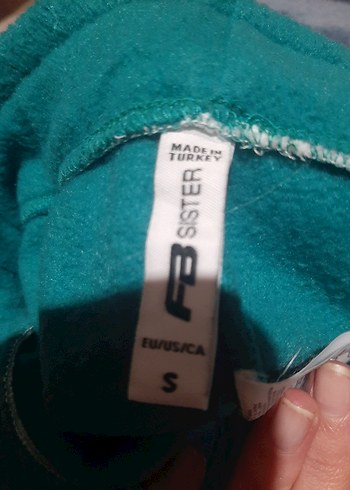 MADE IN
TURKEY
FB SISTER
EU/US/CA
S